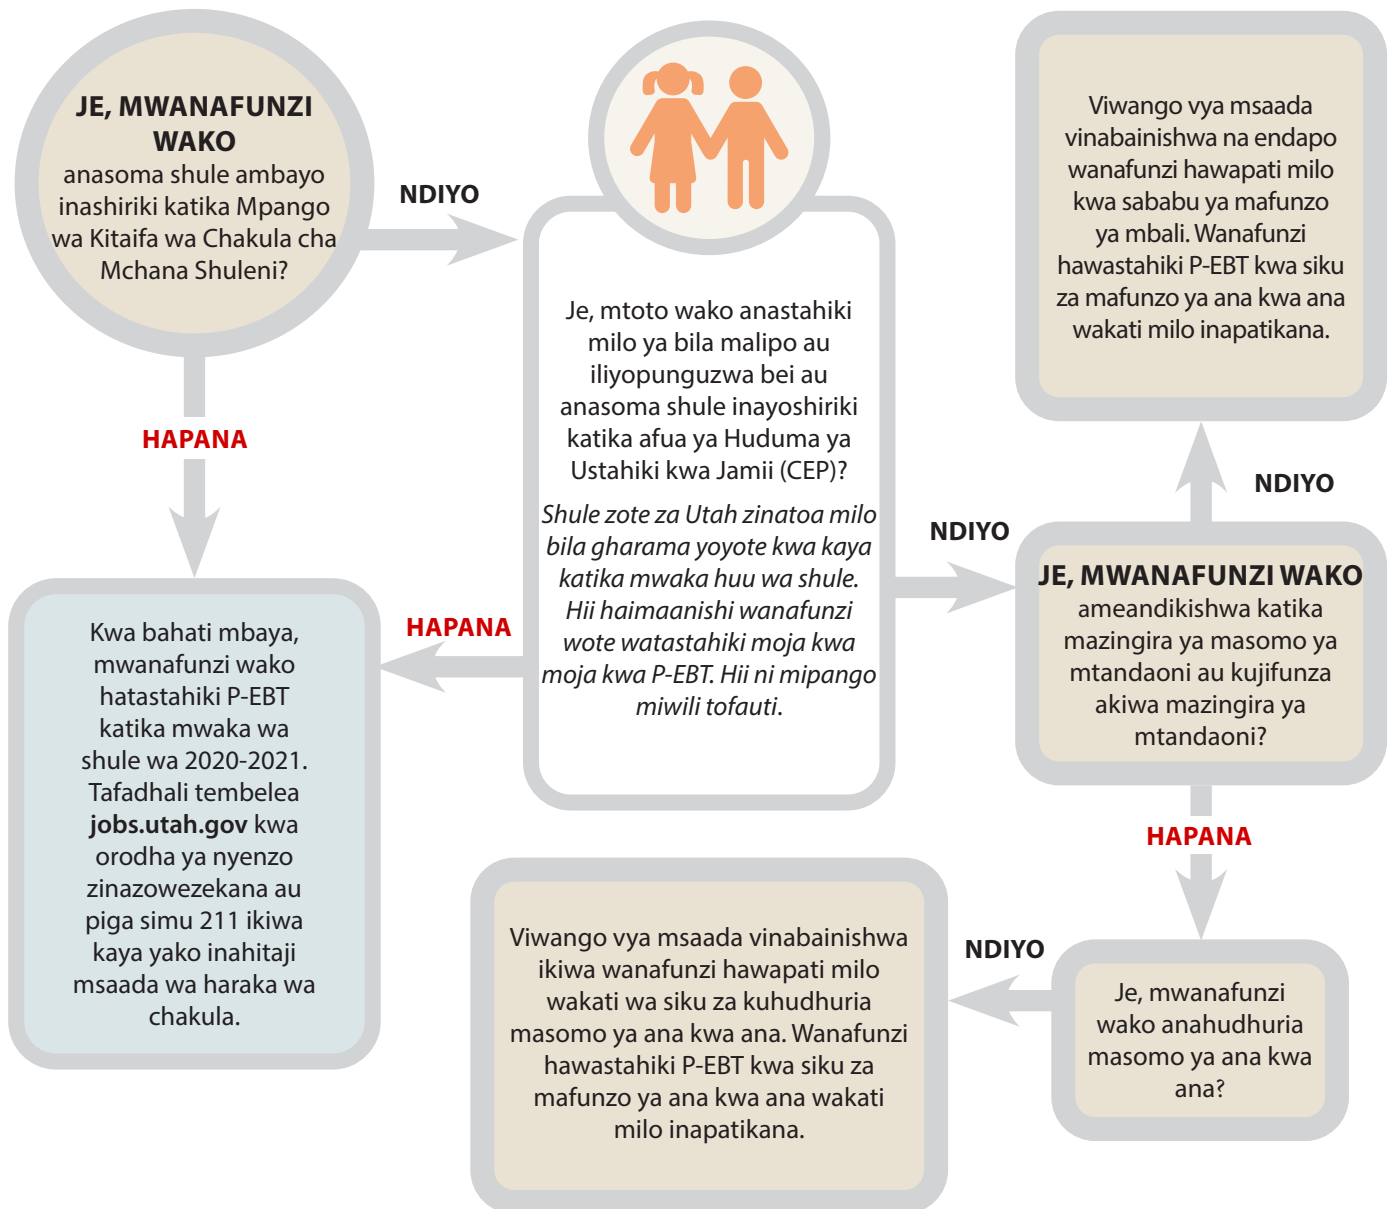 JE, MWANAFUNZI
WAKO
anasoma shule ambayo
inashiriki katika Mpango
wa Kitaifa wa Chakula cha
Mchana Shuleni?
NDIYO
HAPANA
Je, mtoto wako anastahiki
milo ya bila malipo au
iliyopunguzwa bei au
anasoma shule inayoshiriki
katika afua ya Huduma ya
Ustahiki kwa Jamii (CEP)?
Shule zote za Utah zinatoa milo
bila gharama yoyote kwa kaya
katika mwaka huu wa shule.
Hii haimaanishi wanafunzi
wote watastahiki moja kwa
moja kwa P-EBT. Hii ni mipango
miwili tofauti.
HAPANA
Kwa bahati mbaya,
mwanafunzi wako
hatastahiki P-EBT
katika mwaka wa
shule wa 2020-2021.
Tafadhali tembelea
jobs.utah.gov kwa
orodha ya nyenzo
zinazowezekana au
piga simu 211 ikiwa
kaya yako inahitaji
msaada wa haraka wa
chakula.
NDIYO
JE, MWANAFUNZI WAKO
ameandikishwa katika
mazingira ya masomo ya
mtandaoni au kujifunza
akiwa mazingira ya
mtandaoni?
NDIYO
Viwango vya msaada
vinabainishwa na endapo
wanafunzi hawapati milo
kwa sababu ya mafunzo
ya mbali. Wanafunzi
hawastahiki P-EBT kwa siku
za mafunzo ya ana kwa ana
wakati milo inapatikana.
HAPANA
Je, mwanafunzi
wako anahudhuria
masomo ya ana kwa
ana?
NDIYO
Viwango vya msaada vinabainishwa
ikiwa wanafunzi hawapati milo
wakati wa siku za kuhudhuria
masomo ya ana kwa ana. Wanafunzi
hawastahiki P-EBT kwa siku za
mafunzo ya ana kwa ana wakati
milo inapatikana.